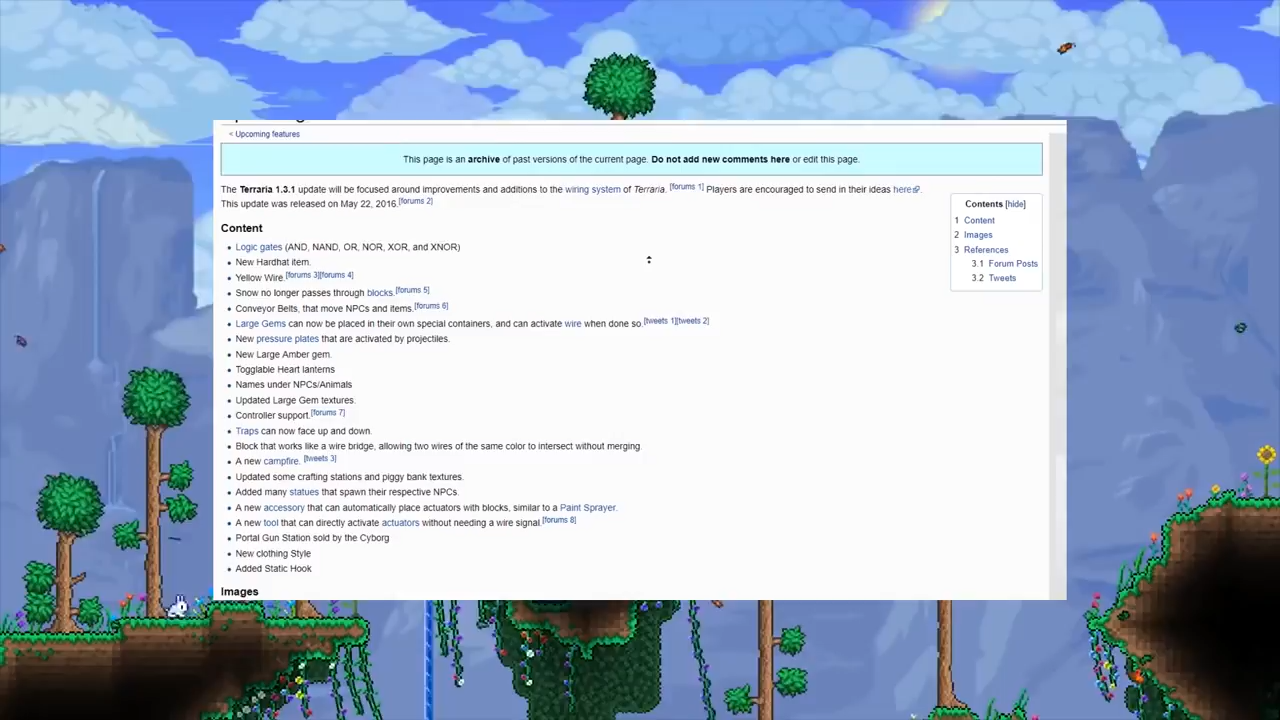 < Upcoming features
This page is an archive of past versions of the current page. Do not add new comments here or edit this page.
The Terraria 1.3.1 update will be focused around improvements and additions to the wiring system of Terraria. [forums 1] Players are encouraged to send in their ideas here.
This update was released on May 22, 2016.[forums 2]
Contents [hide]
1 Content
2 Images
3 References
3.1 Forum Posts
3.2 Tweets
Content
Logic gates (AND, NAND, OR, NOR, XOR, and XNOR)
New Hardhat item.
Yellow Wire.[forums 3][forums 4]
Snow no longer passes through blocks.[forums 5]
Conveyor Belts, that move NPCs and items.[forums 6]
Large Gems can now be placed in their own special containers, and can activate wire when done so.[tweets 1][tweets 2]
New pressure plates that are activated by projectiles.
New Large Amber gem.
Togglable Heart lanterns
Names under NPCs/Animals
Updated Large Gem textures.
Controller support.[forums 7]
Traps can now face up and down.
Block that works like a wire bridge, allowing two wires of the same color to intersect without merging.
A new campfire. [tweets 3]
Updated some crafting stations and piggy bank textures.
Added many statues that spawn their respective NPCs.
A new accessory that can automatically place actuators with blocks, similar to a Paint Sprayer.
A new tool that can directly activate actuators without needing a wire signal.[forums 8]
Portal Gun Station sold by the Cyborg
New clothing Style
Added Static Hook
Images